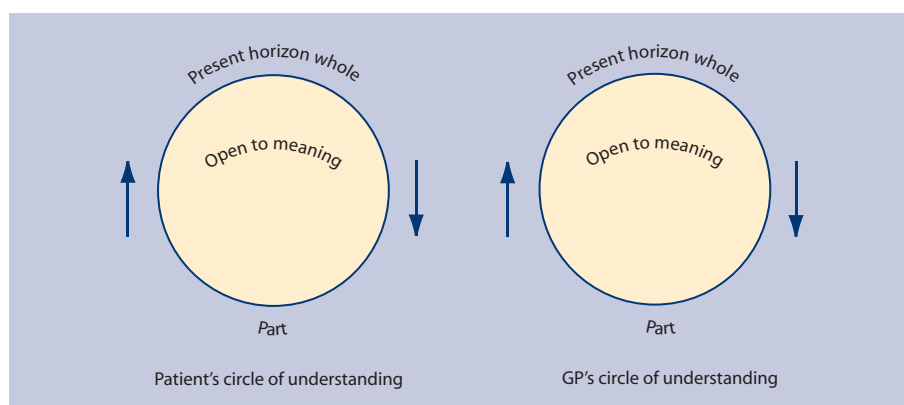 Present horizon whole
Open to meaning
Part
Patient's circle of understanding
Present horizon whole
Open to meaning
Part
GP's circle of understanding